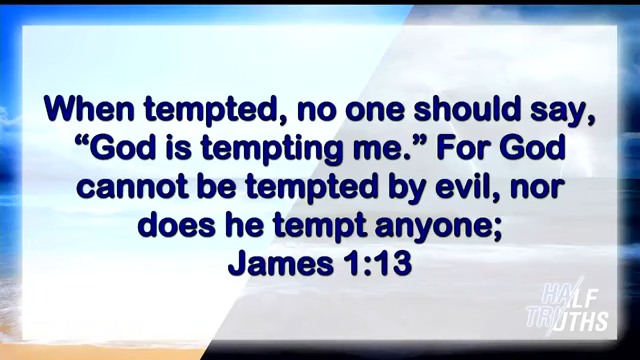 When tempted, no one should say,
“God is tempting me.” For God
cannot be tempted by evil, nor
does he tempt anyone;
James 1:13
HALF
TRUTHS